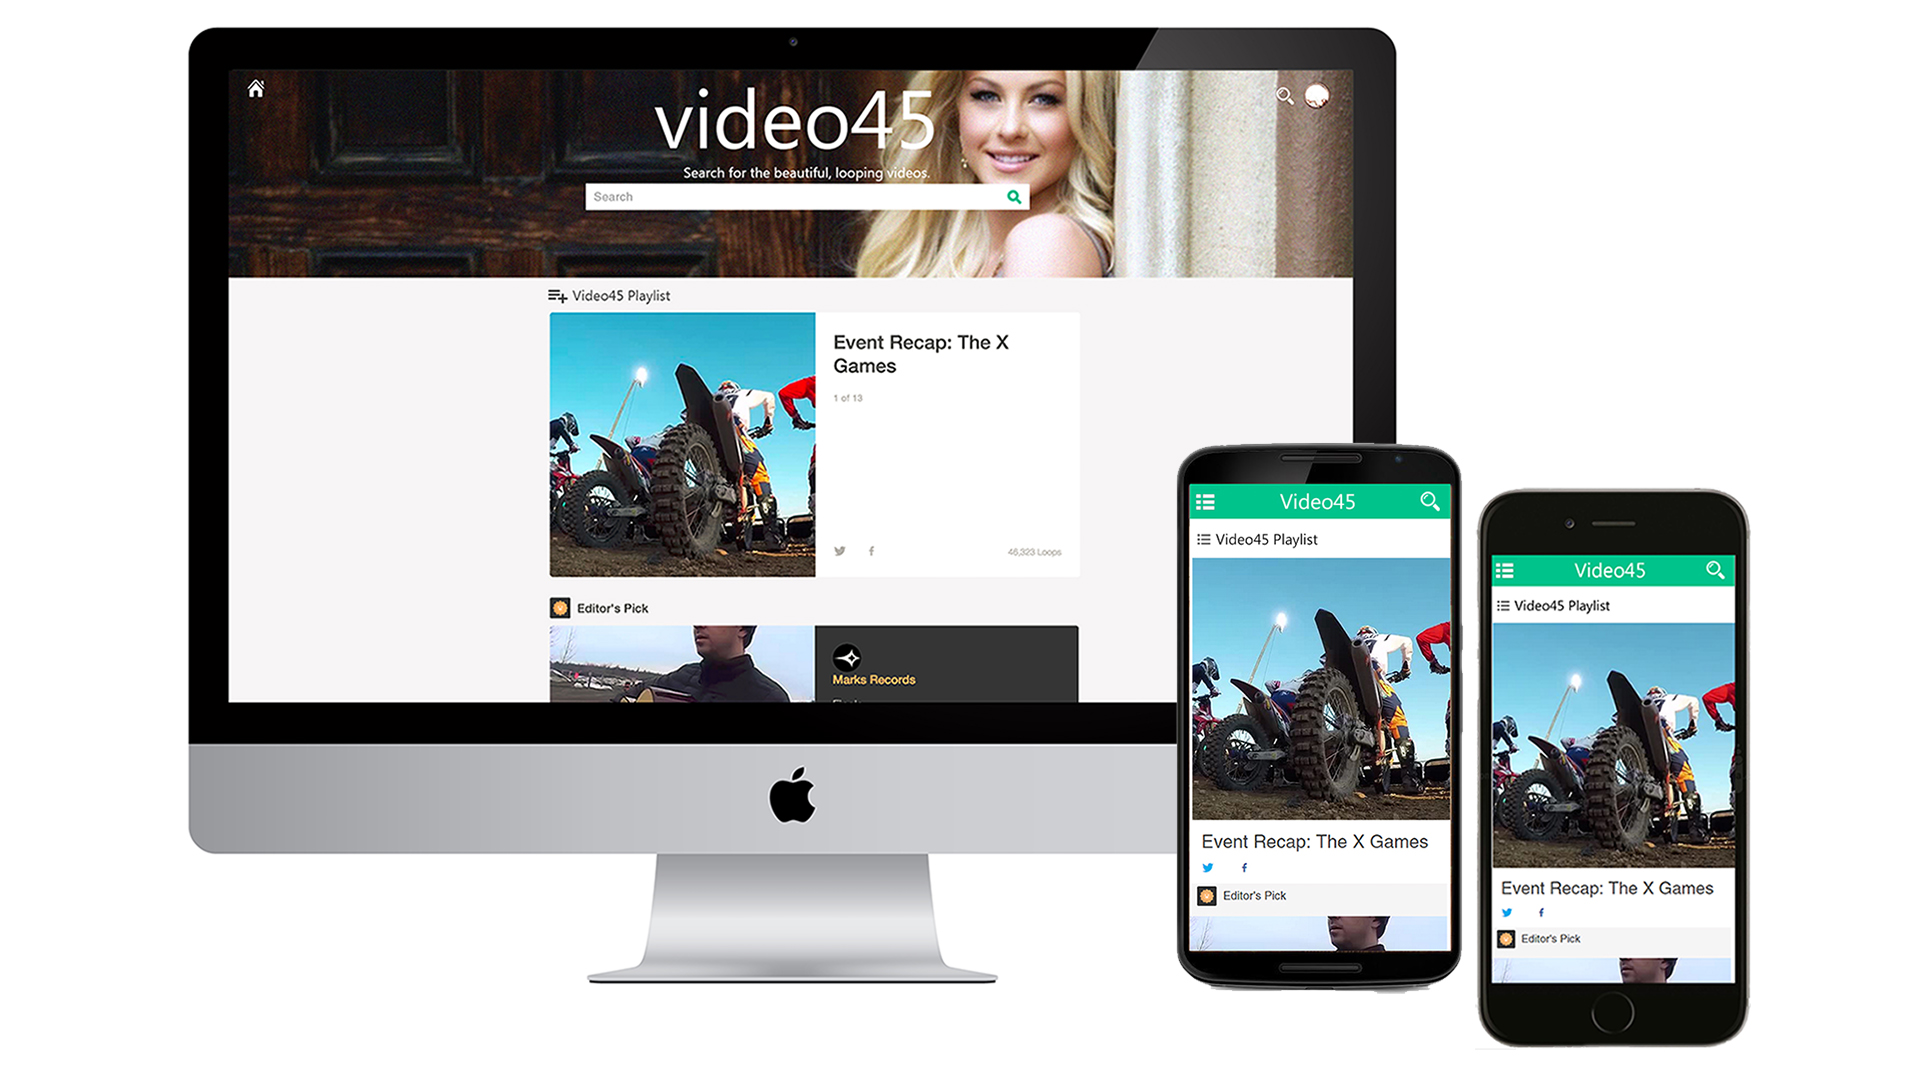 video45
Search for the beautiful, looping videos.
Search
Video45 Playlist
Event Recap: The X
Games
1 of 13
46,323 Loops
Editor's Pick
Marks Records
Video45
Video45 Playlist
Event Recap: The X Games
Editor's Pick
Video45
Video45 Playlist
Event Recap: The X Games
Editor's Pick